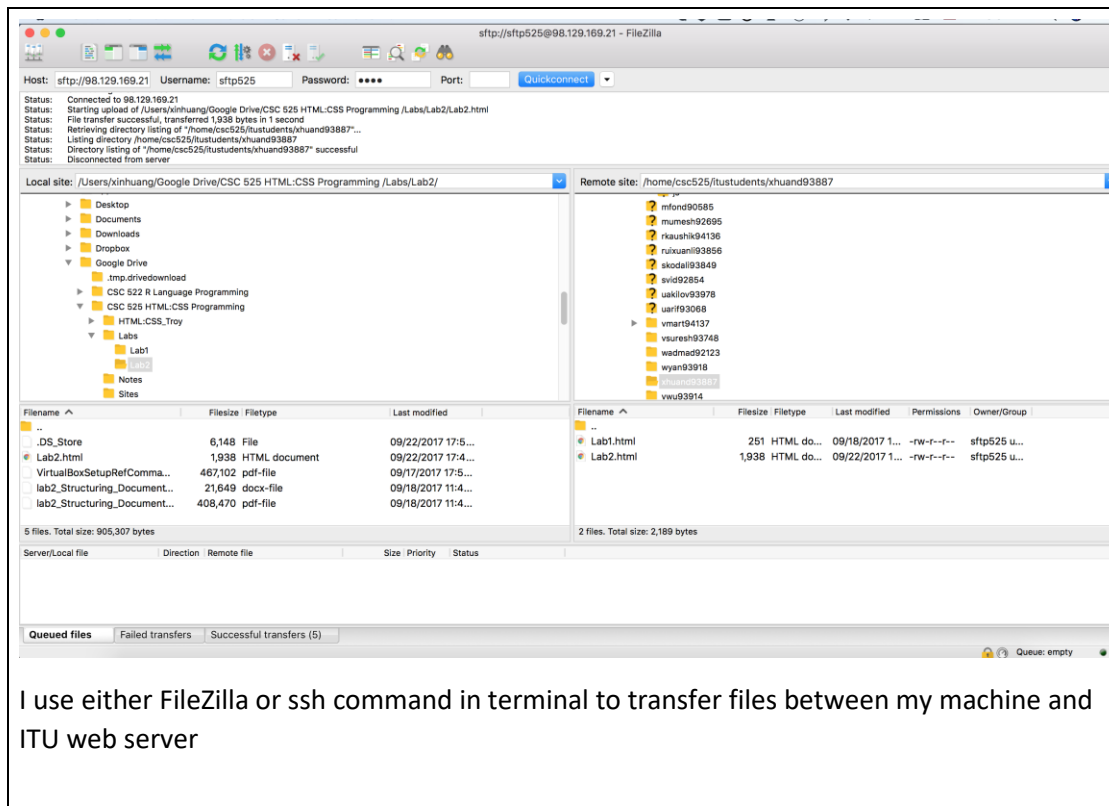 sftp://sftp525@98.129.169.21 - FileZilla
Host: sftp://98.129.169.21 Username: sftp525 Password: •••• Port: Quickconnect
Status: Connected to 98.129.169.21
Status: Starting upload of /Users/xinhuang/Google Drive/CSC 525 HTML:CSS Programming /Labs/Lab2/Lab2.html
Status: File transfer successful, transferred 1,938 bytes in 1 second
Status: Retrieving directory listing of "/home/csc525/itustudents/xhuand93887"...
Status: Listing directory /home/csc525/itustudents/xhuand93887
Status: Directory listing of "/home/csc525/itustudents/xhuand93887" successful
Status: Disconnected from server
Local site: /Users/xinhuang/Google Drive/CSC 525 HTML:CSS Programming /Labs/Lab2/
Desktop
Documents
Downloads
Dropbox
Google Drive
.tmp.drivedownload
CSC 522 R Language Programming
CSC 525 HTML:CSS Programming
HTML:CSS_Troy
Labs
Lab1
Lab2
Notes
Sites
Remote site: /home/csc525/itustudents/xhuand93887
mfond90585
mumesh92695
rkaushik94136
ruixuanli93856
skodali93849
svid92854
uakilov93978
uarif93068
vmart94137
vsuresh93748
wadmad92123
wyan93918
xhuand93887
vwu93914
Filename Filesize Filetype Last modified
..
.DS_Store 6,148 File 09/22/2017 17:5...
Lab2.html 1,938 HTML document 09/22/2017 17:4...
VirtualBoxSetupRefComma... 467,102 pdf-file 09/17/2017 17:5...
lab2_Structuring_Document... 21,649 docx-file 09/18/2017 11:4...
lab2_Structuring_Document... 408,470 pdf-file 09/18/2017 11:4...
5 files. Total size: 905,307 bytes
Filename Filesize Filetype Last modified Permissions Owner/Group
..
Lab1.html 251 HTML do... 09/18/2017 1... -rw-r--r-- sftp525 u...
Lab2.html 1,938 HTML do... 09/22/2017 1... -rw-r--r-- sftp525 u...
2 files. Total size: 2,189 bytes
Server/Local file Direction Remote file Size Priority Status
Queued files Failed transfers Successful transfers (5)
Queue: empty
I use either FileZilla or ssh command in terminal to transfer files between my machine and
ITU web server